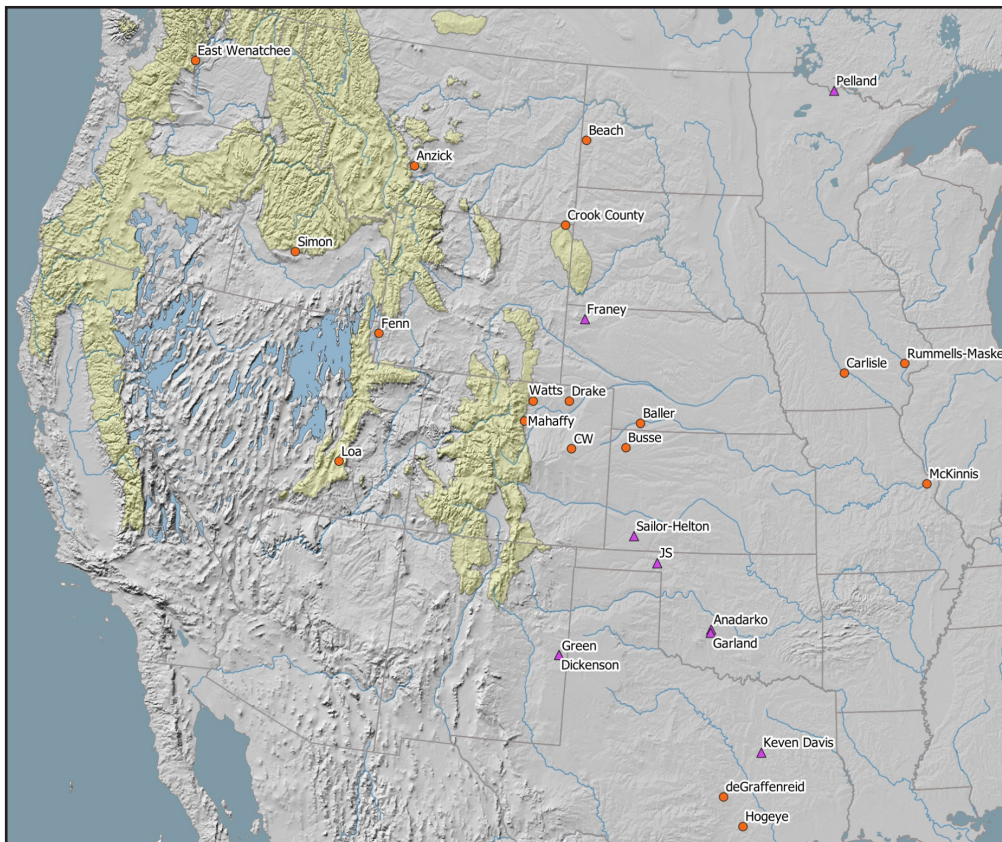 East Wenatchee
Pelland
Beach
Anzick
Crook County
Simon
Franey
Fenn
Rummells-Maske
Carlisle
Watts
Drake
Mahaffy
Baller
CW
Busse
Loa
McKinnis
Sailor-Helton
JS
Anadarko
Garland
Green
Dickenson
Keven Davis
deGraffenreid
Hogeye